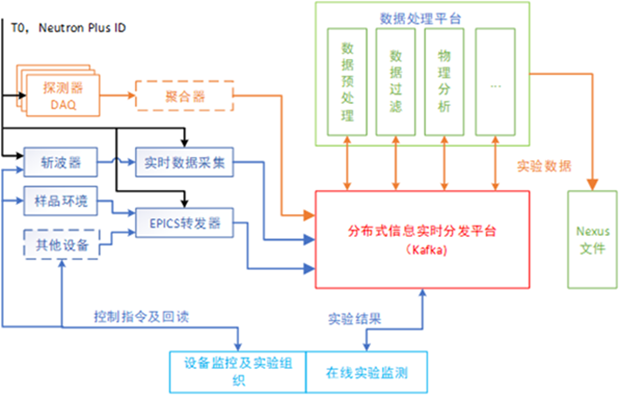 T0，Neutron Plus ID
数据处理平台
数据预处理
数据过滤
物理分析
...
探测器
DAQ
聚合器
实验数据
斩波器
实时数据采集
样品环境
EPICS转发器
其他设备
分布式信息实时分发平台
（Kafka)
Nexus
文件
控制指令及回读
实验结果
设备监控及实验组
织
在线实验监测